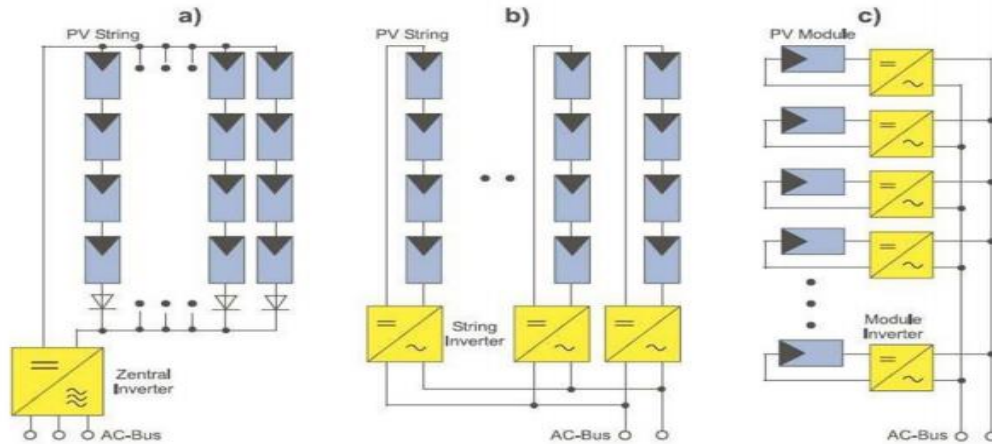 a)
PV String
Zentral
Inverter
AC-Bus
b)
PV String
String
Inverter
AC-Bus
c)
PV Module
Module
Inverter
AC-Bus